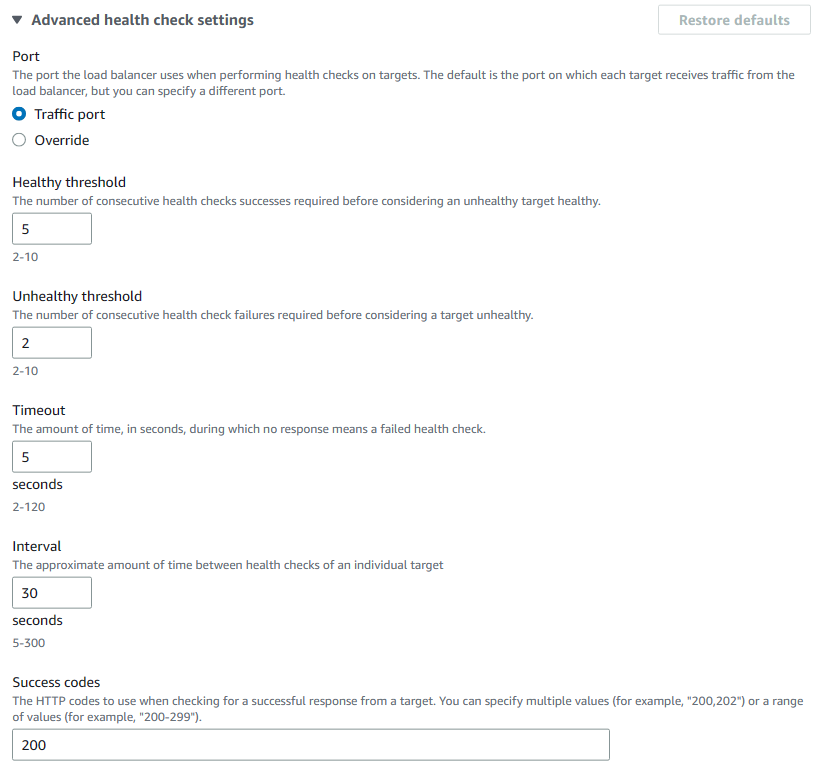 Advanced health check settings
Restore defaults
Port
The port the load balancer uses when performing health checks on targets. The default is the port on which each target receives traffic from the
load balancer, but you can specify a different port.
Traffic port
Override
Healthy threshold
The number of consecutive health checks successes required before considering an unhealthy target healthy.
5
2-10
Unhealthy threshold
The number of consecutive health check failures required before considering a target unhealthy.
2
2-10
Timeout
The amount of time, in seconds, during which no response means a failed health check.
5
seconds
2-120
Interval
The approximate amount of time between health checks of an individual target
30
seconds
5-300
Success codes
The HTTP codes to use when checking for a successful response from a target. You can specify multiple values (for example, "200,202") or a range
of values (for example, "200-299").
200